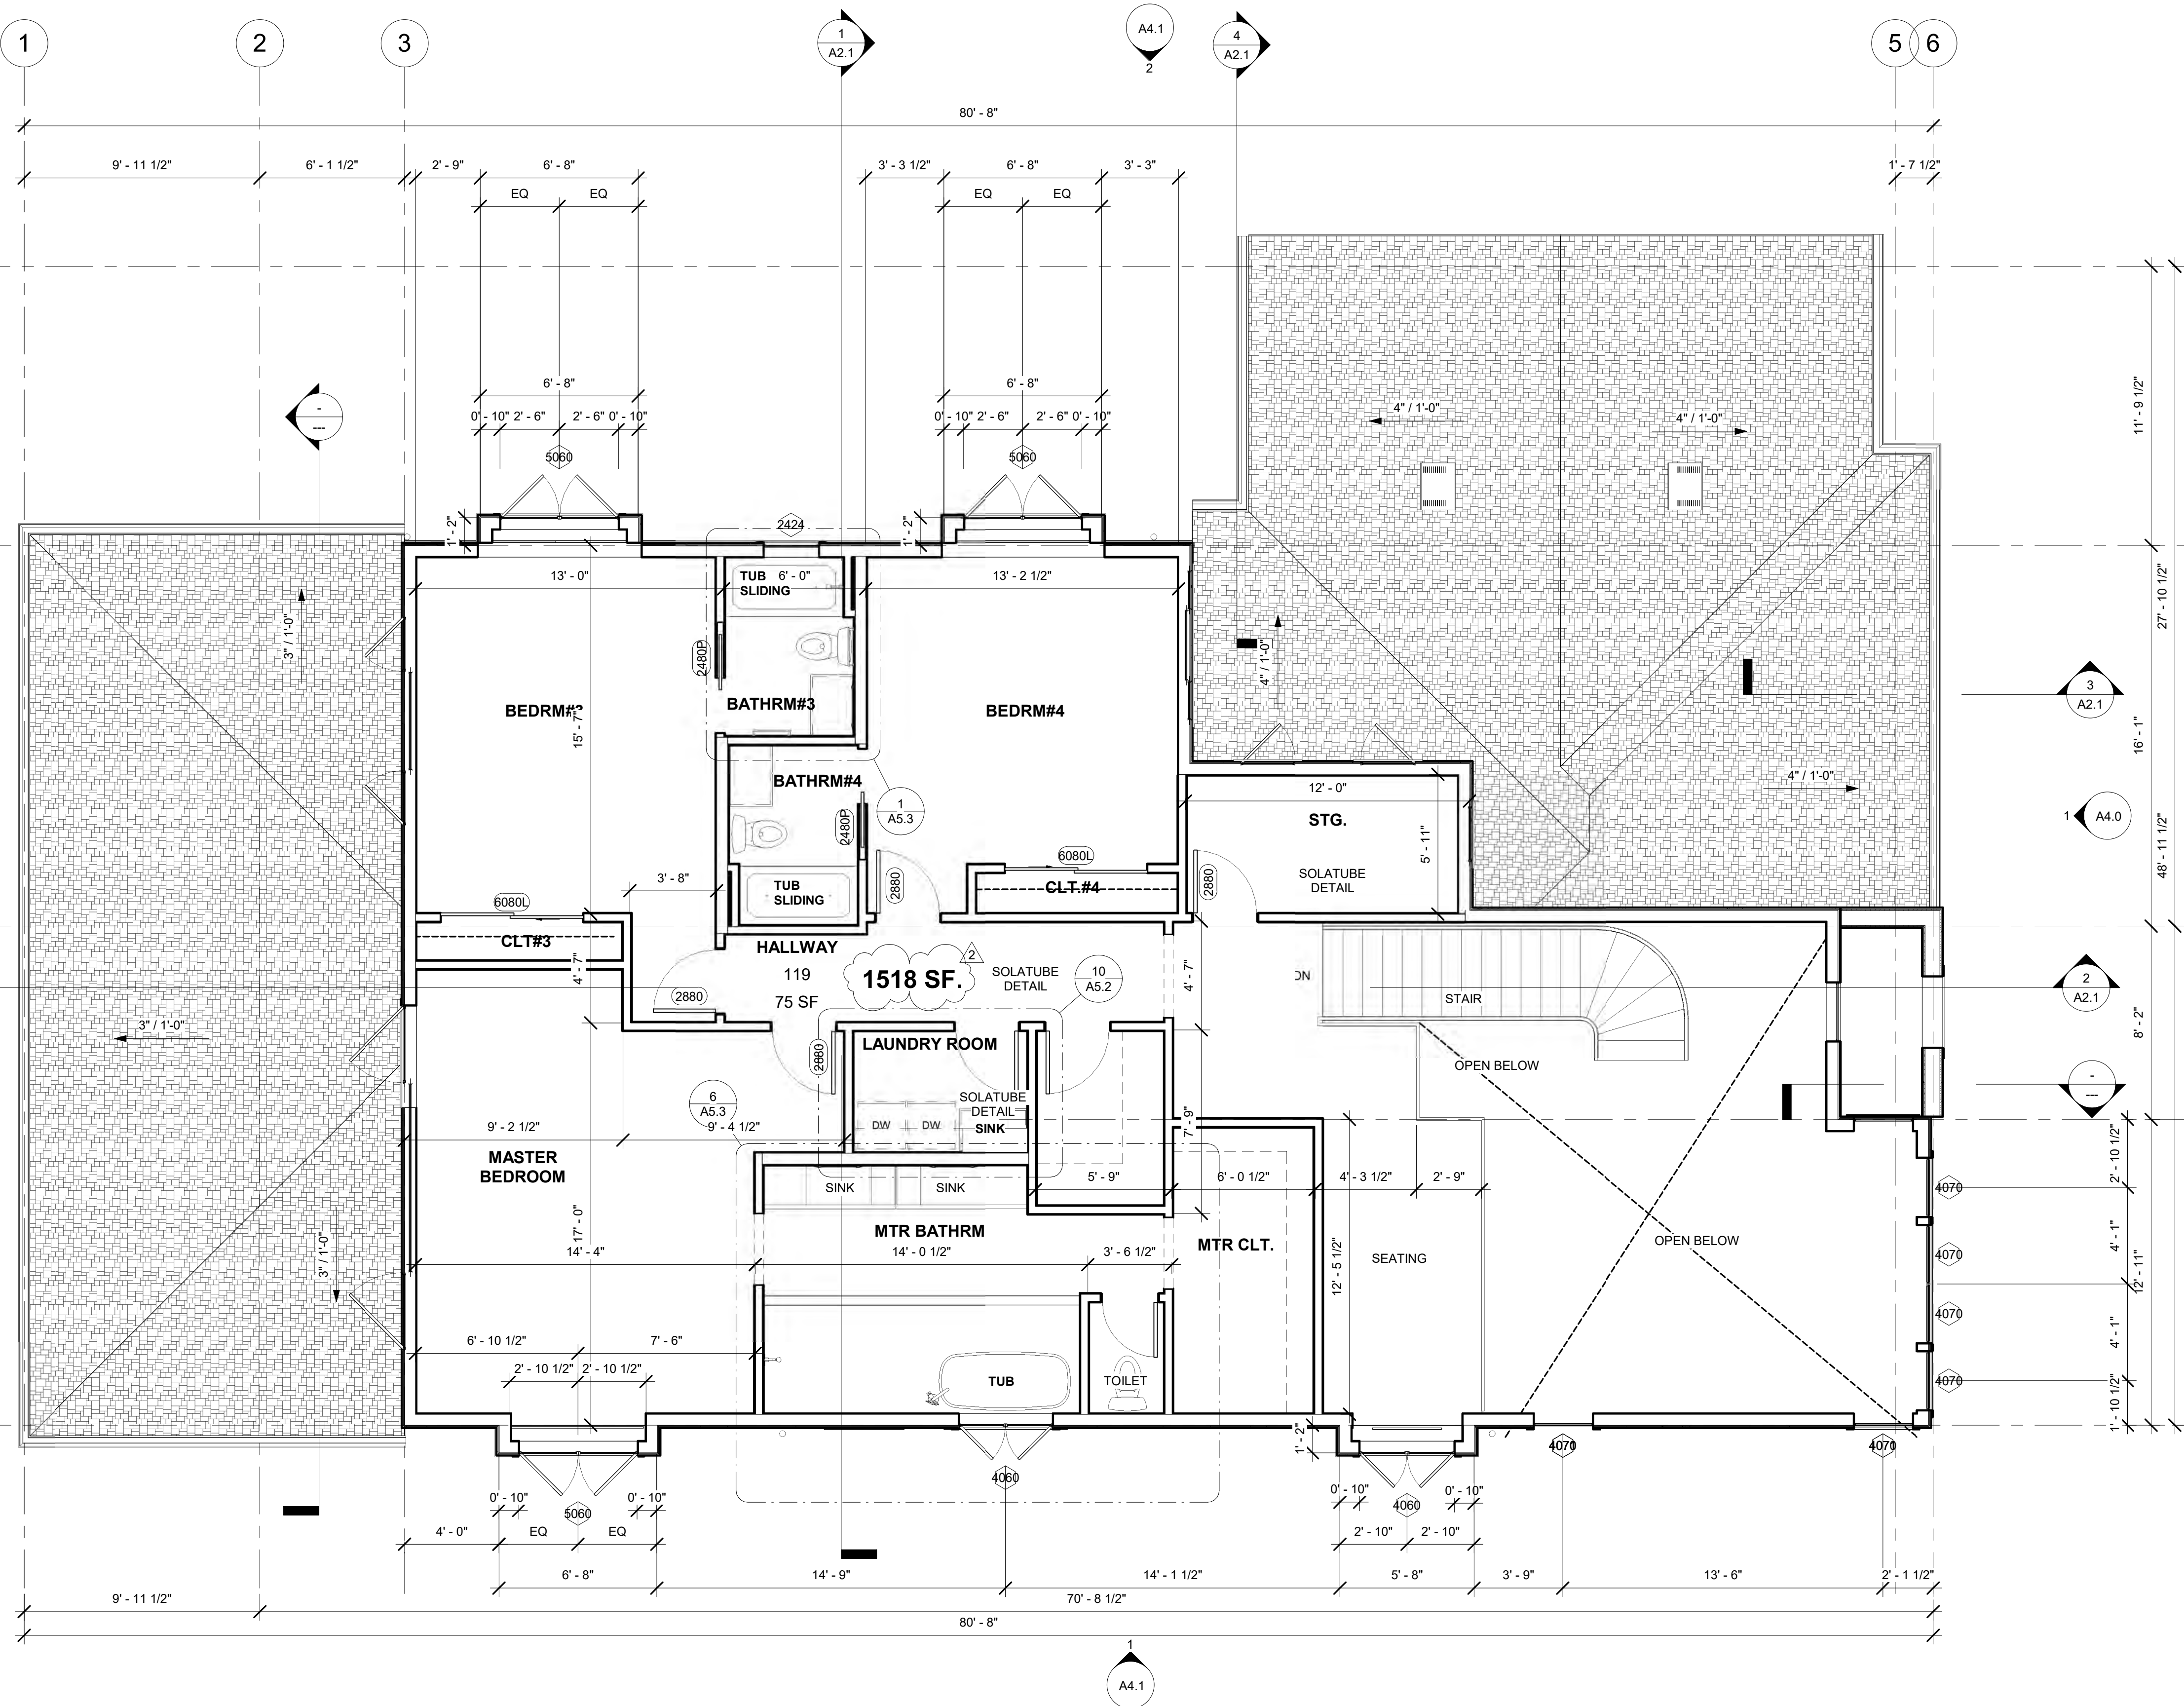 1
2
3
1
A2.1
A4.1
2
4
A2.1
5
6
80' - 8"
9' - 11 1/2"
6' - 1 1/2"
2' - 9"
6' - 8"
3' - 3 1/2"
6' - 8"
3' - 3"
1' - 7 1/2"
EQ
EQ
EQ
EQ
6' - 8"
6' - 8"
0' - 10"
2' - 6"
2' - 6"
0' - 10"
0' - 10"
2' - 6"
2' - 6"
0' - 10"
5060
5060
-
---
4" / 1'-0"
4" / 1'-0"
11' - 9 1/2"
1' - 2"
2424
1' - 2"
13' - 0"
TUB
SLIDING
6' - 0"
13' - 2 1/2"
27' - 10 1/2"
3" / 1'-0"
2480P
4" / 1'-0"
3
A2.1
BEDRM#
15' - 7"
BATHRM#3
BEDRM#4
16' - 1"
BATHRM#4
4" / 1'-0"
12' - 0"
1
A5.3
STG.
1
A4.0
2480P
5' - 11"
48' - 11 1/2"
6080L
3' - 8"
TUB
SLIDING
2880
CLT.#4
2880
SOLATUBE
DETAIL
6080L
CLT#3
HALLWAY
119
75 SF
1518 SF.
2
SOLATUBE
DETAIL
10
A5.2
4' - 7"
4' - 7"
ON
STAIR
2
A2.1
2880
3" / 1'-0"
2880
LAUNDRY ROOM
8' - 2"
OPEN BELOW
-
---
6
A5.3
SOLATUBE
DETAIL
SINK
DW
DW
9' - 2 1/2"
9' - 4 1/2"
7' - 9"
MASTER
BEDROOM
SINK
SINK
5' - 9"
6' - 0 1/2"
4' - 3 1/2"
2' - 9"
2' - 10 1/2"
4070
17' - 0"
14' - 4"
MTR BATHRM
14' - 0 1/2"
3' - 6 1/2"
MTR CLT.
12' - 5 1/2"
SEATING
OPEN BELOW
4070
4' - 1"
12' - 11"
3" / 1'-0"
4070
4' - 1"
6' - 10 1/2"
7' - 6"
2' - 10 1/2"
2' - 10 1/2"
TUB
TOILET
4070
1' - 10 1/2"
1' - 2"
4070
4070
4060
0' - 10"
0' - 10"
5060
0' - 10"
0' - 10"
4060
4' - 0"
EQ
EQ
2' - 10"
2' - 10"
6' - 8"
14' - 9"
14' - 1 1/2"
5' - 8"
3' - 9"
13' - 6"
2' - 1 1/2"
9' - 11 1/2"
70' - 8 1/2"
80' - 8"
1
A4.1